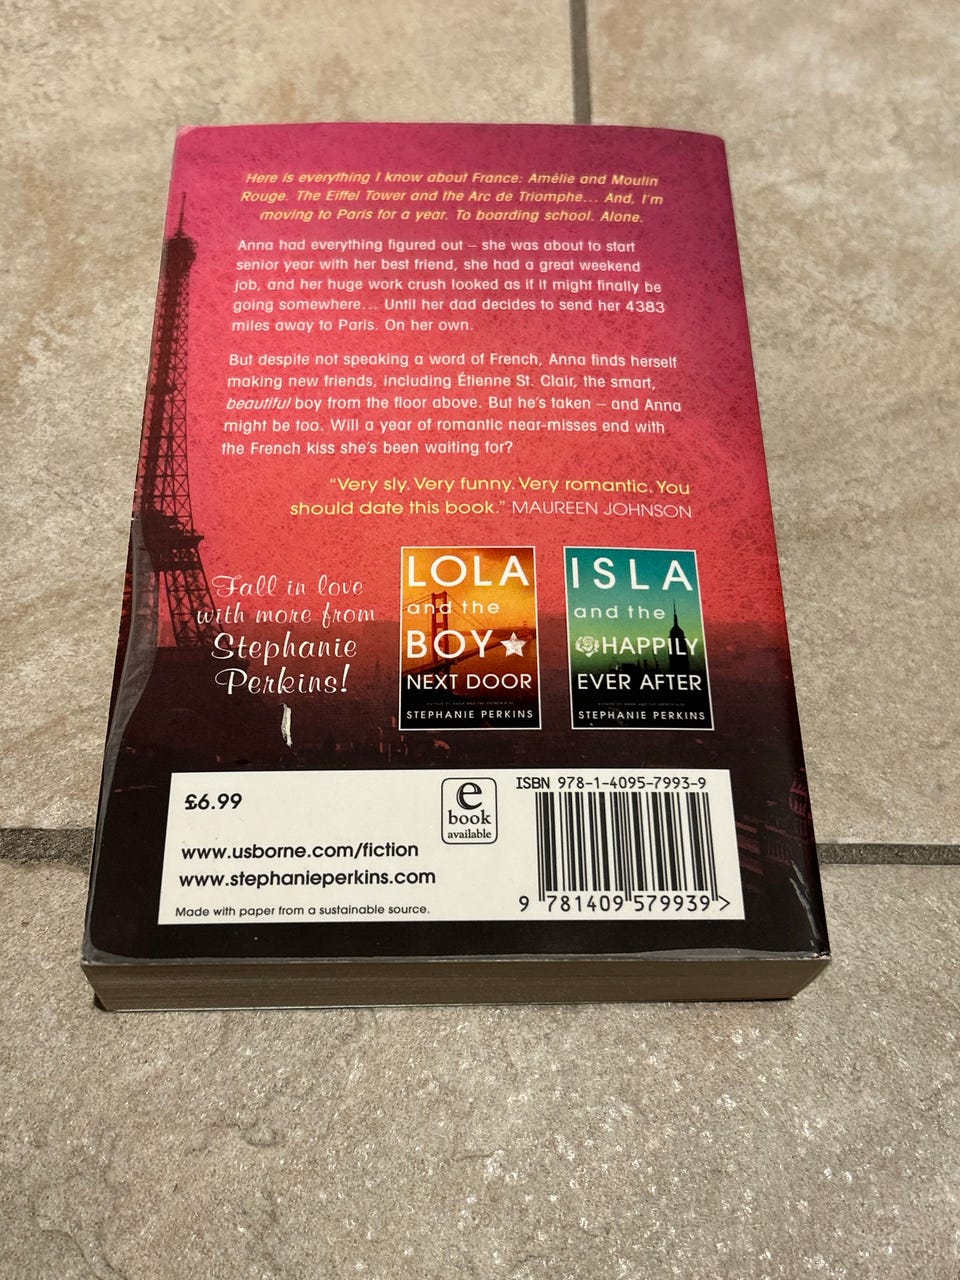 Here is everything I know about France: Amélie and Moulin
Rouge. The Eiffel Tower and the Arc de Triomphe... And, I'm
moving to Paris for a year. To boarding school. Alone.
Anna had everything figured out – she was about to start
senior year with her best friend, she had a great weekend
job, and her huge work crush looked as if it might finally be
going somewhere... Until her dad decides to send her 4383
miles away to Paris. On her own.
But despite not speaking a word of French, Anna finds herself
making new friends, including Étienne St. Clair, the smart,
beautiful boy from the floor above. But he's taken – and Anna
might be too. Will a year of romantic near-misses end with
the French kiss she's been waiting for?
"Very sly. Very funny. Very romantic. You
should date this book." MAUREEN JOHNSON
Fall in love
with more from
Stephanie
Perkins!
LOLA
and the
BOY
NEXT DOOR
STEPHANIE PERKINS
ISLA
and the
HAPPILY
EVER AFTER
STEPHANIE PERKINS
£6.99
e
book
available
www.usborne.com/fiction
www.stephanieperkins.com
Made with paper from a sustainable source.
ISBN 978-1-4095-7993-9
9 781409 579939 >